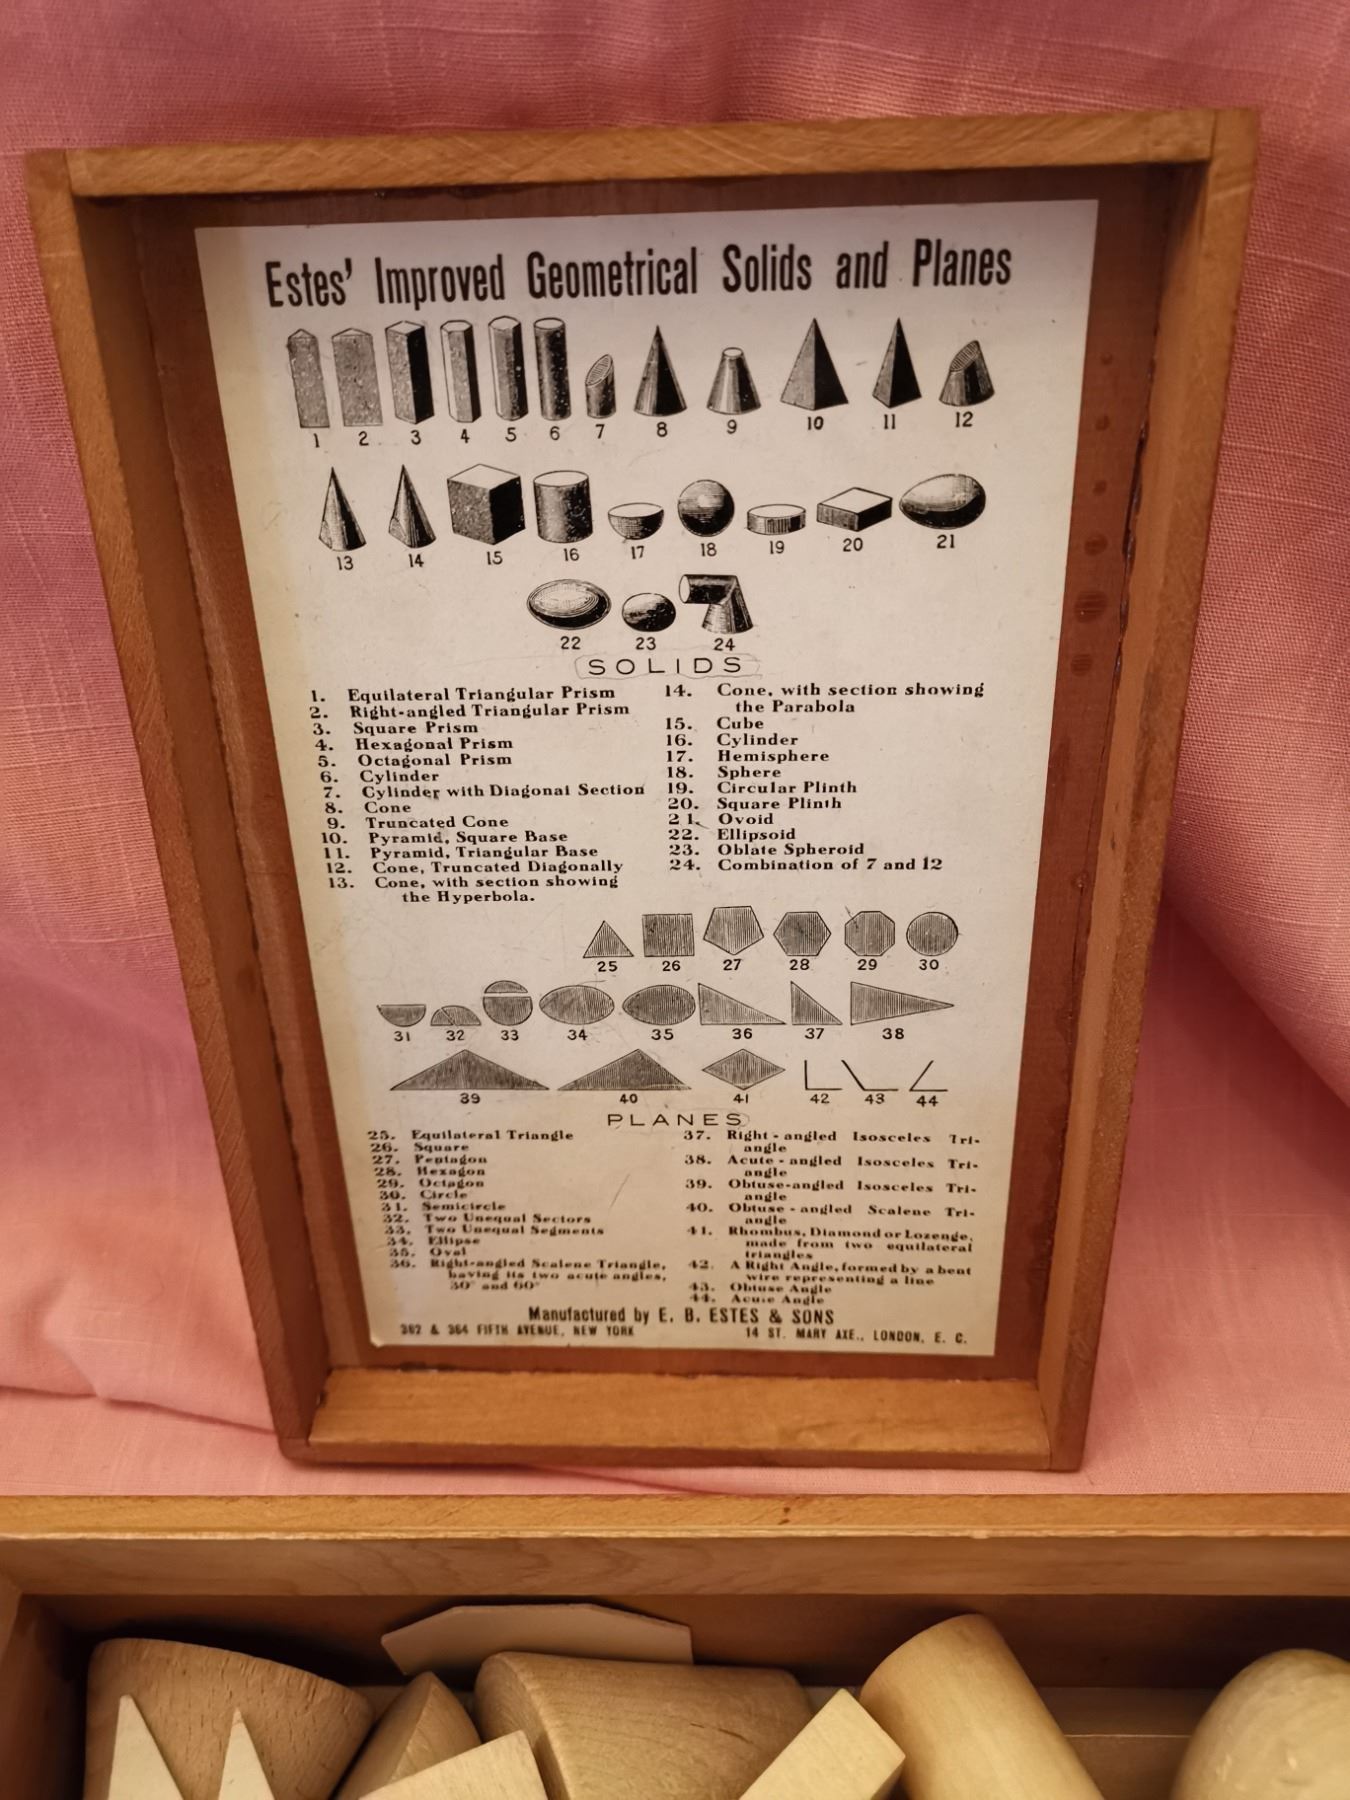 Estes' Improved Geometrical Solids and Planes
1 2 3 4 5 6 7 8 9 10 11 12
13 14 15 16 17 18 19 20 21
22 23 24
SOLIDS
1. Equilateral Triangular Prism
2. Right-angled Triangular Prism
3. Square Prism
4. Hexagonal Prism
5. Octagonal Prism
6. Cylinder
7. Cylinder with Diagonal Section
8. Cone
9. Truncated Cone
10. Pyramid, Square Base
11. Pyramid, Triangular Base
12. Cone, Truncated Diagonally
13. Cone, with section showing
the Hyperbola.
14. Cone, with section showing
the Parabola
15. Cube
16. Cylinder
17. Hemisphere
18. Sphere
19. Circular Plinth
20. Square Plinth
21. Ovoid
22. Ellipsoid
23. Oblate Spheroid
24. Combination of 7 and 12
25 26 27 28 29 30
31 32 33 34 35 36 37 38
39 40 41 42 43 44
PLANES
25. Equilateral Triangle
26. Square
27. Pentagon
28. Hexagon
29. Octagon
30. Circle
31. Semicircle
32. Two Unequal Sectors
33. Two Unequal Segments
34. Ellipse
35. Oval
36. Right-angled Scalene Triangle,
having its two acute angles,
30° and 60°
37. Right-angled Isosceles Tri-
angle
38. Acute-angled Isosceles Tri-
angle
39. Obtuse-angled Isosceles Tri-
angle
40. Obtuse-angled Scalene Tri-
angle
41. Rhombus, Diamond or Lozenge,
made from two equilateral
triangles
42. A Right Angle, formed by a bent
wire representing a line
43. Obtuse Angle
44. Acute Angle
Manufactured by E. B. ESTES & SONS
362 & 364 FIFTH AVENUE, NEW YORK 14 ST. MARY AXE., LONDON, E. C.